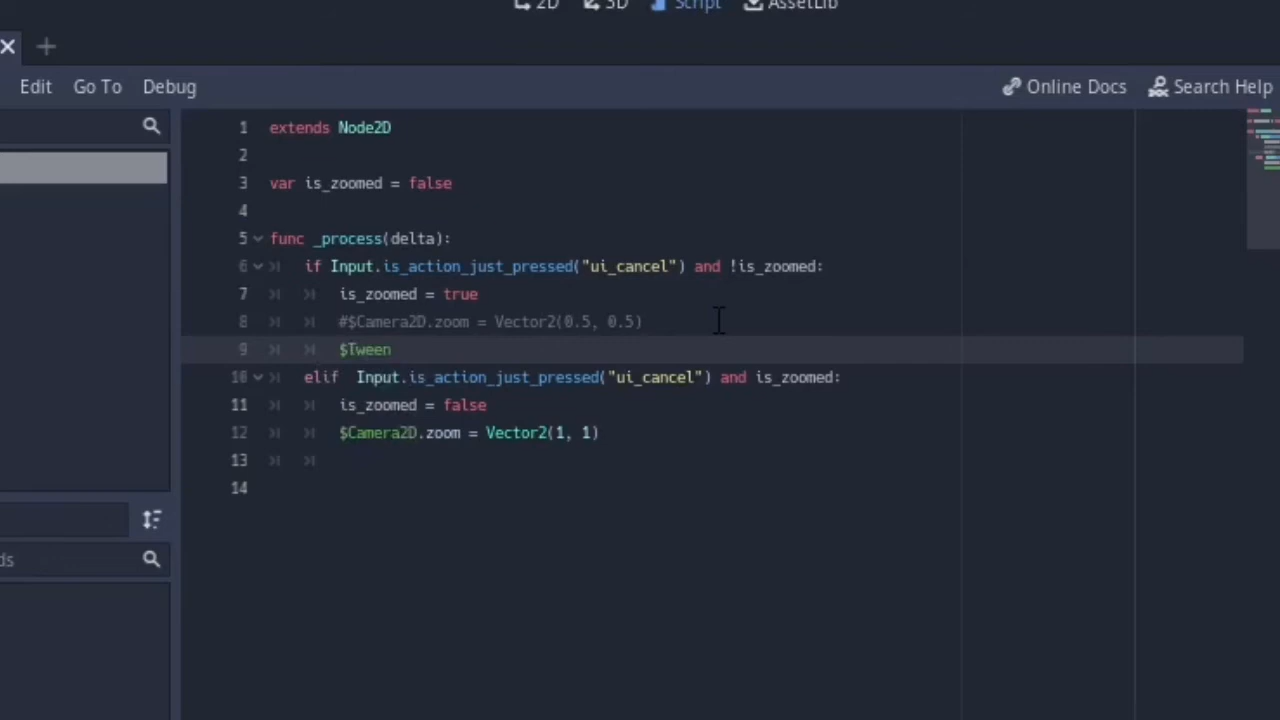 2D 3D Script AssetLib
Edit Go To Debug Online Docs Search Help
1 extends Node2D
2
3 var is_zoomed = false
4
5 func _process(delta):
6 if Input.is_action_just_pressed("ui_cancel") and !is_zoomed:
7 is_zoomed = true
8 #$Camera2D.zoom = Vector2(0.5, 0.5)
9 $Tween
10 elif  Input.is_action_just_pressed("ui_cancel") and is_zoomed:
11 is_zoomed = false
12 $Camera2D.zoom = Vector2(1, 1)
13
14
ds